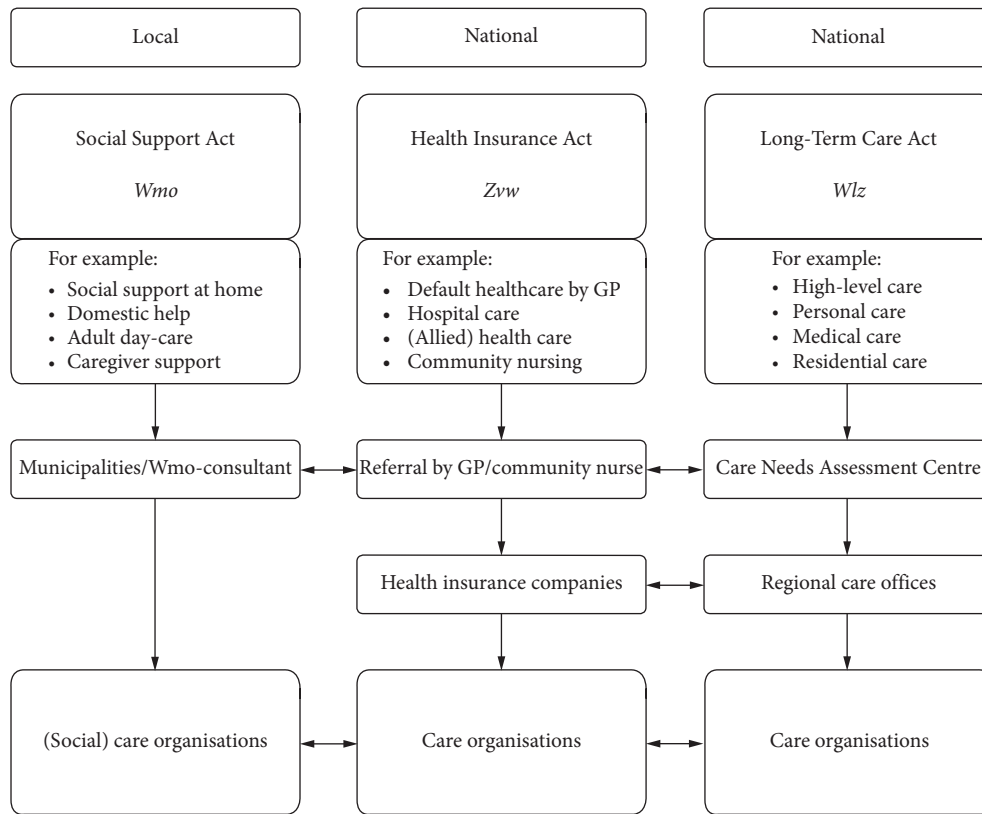 Local
National
National
Social Support Act
Wmo
Health Insurance Act
Zvw
Long-Term Care Act
Wlz
For example:
• Social support at home
• Domestic help
• Adult day-care
• Caregiver support
For example:
• Default healthcare by GP
• Hospital care
• (Allied) health care
• Community nursing
For example:
• High-level care
• Personal care
• Medical care
• Residential care
Municipalities/Wmo-consultant
Referral by GP/community nurse
Care Needs Assessment Centre
Health insurance companies
Regional care offices
(Social) care organisations
Care organisations
Care organisations